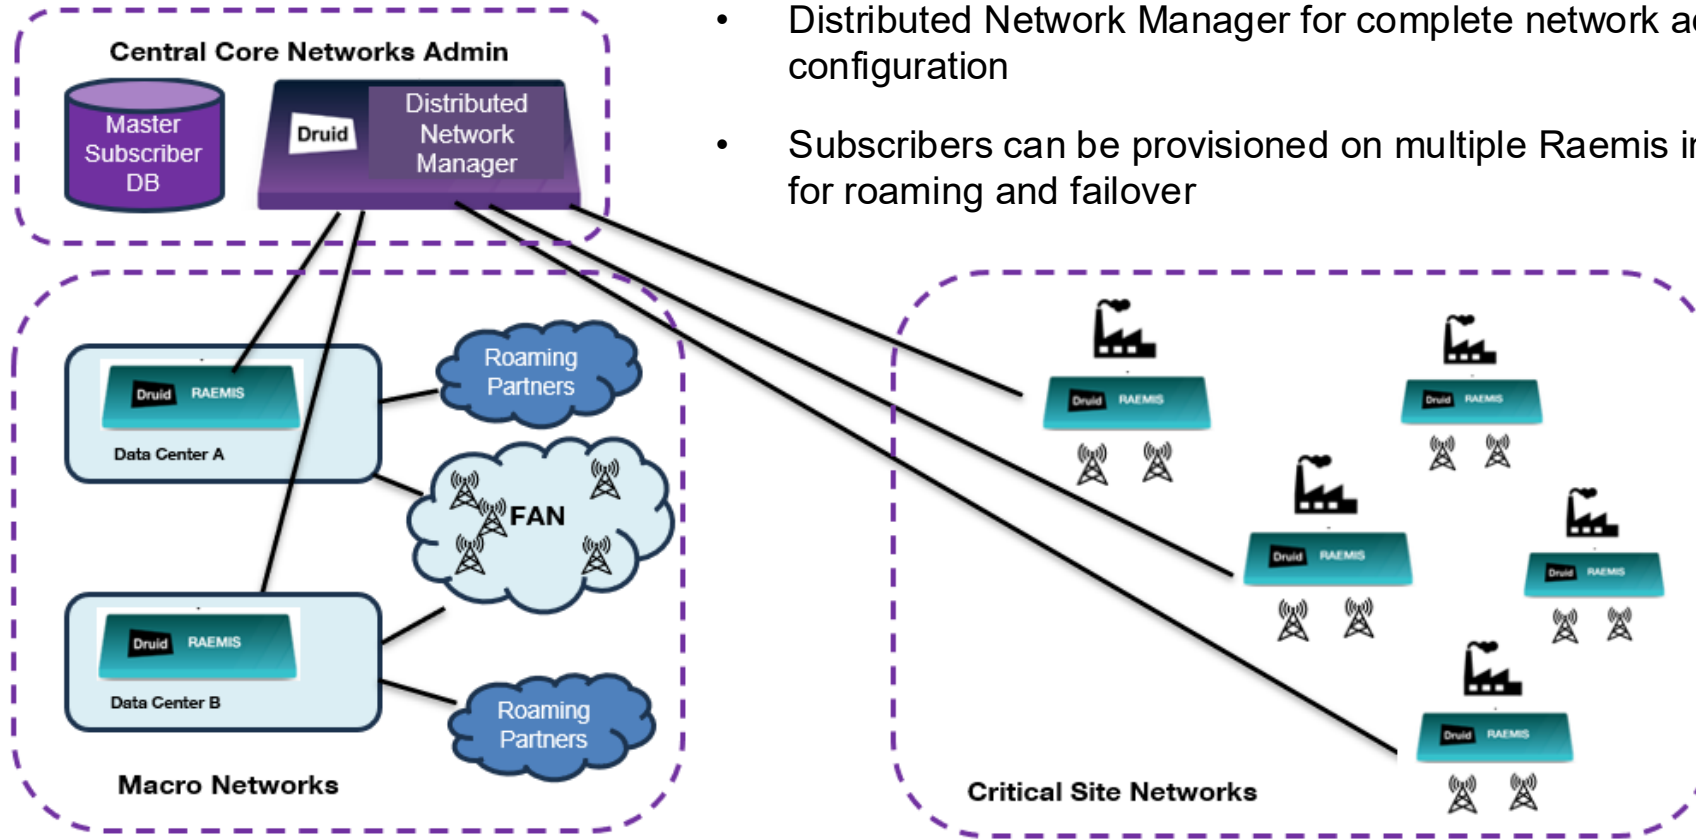 Central Core Networks Admin
Master
Subscriber
DB
Druid
Distributed
Network
Manager
• Distributed Network Manager for complete network
configuration
• Subscribers can be provisioned on multiple Raemis
for roaming and failover
Druid RAEMIS
Data Center A
Roaming
Partners
FAN
Druid RAEMIS
Data Center B
Roaming
Partners
Macro Networks
Druid RAEMIS
Druid RAEMIS
Druid RAEMIS
Druid RAEMIS
Druid RAEMIS
Critical Site Networks